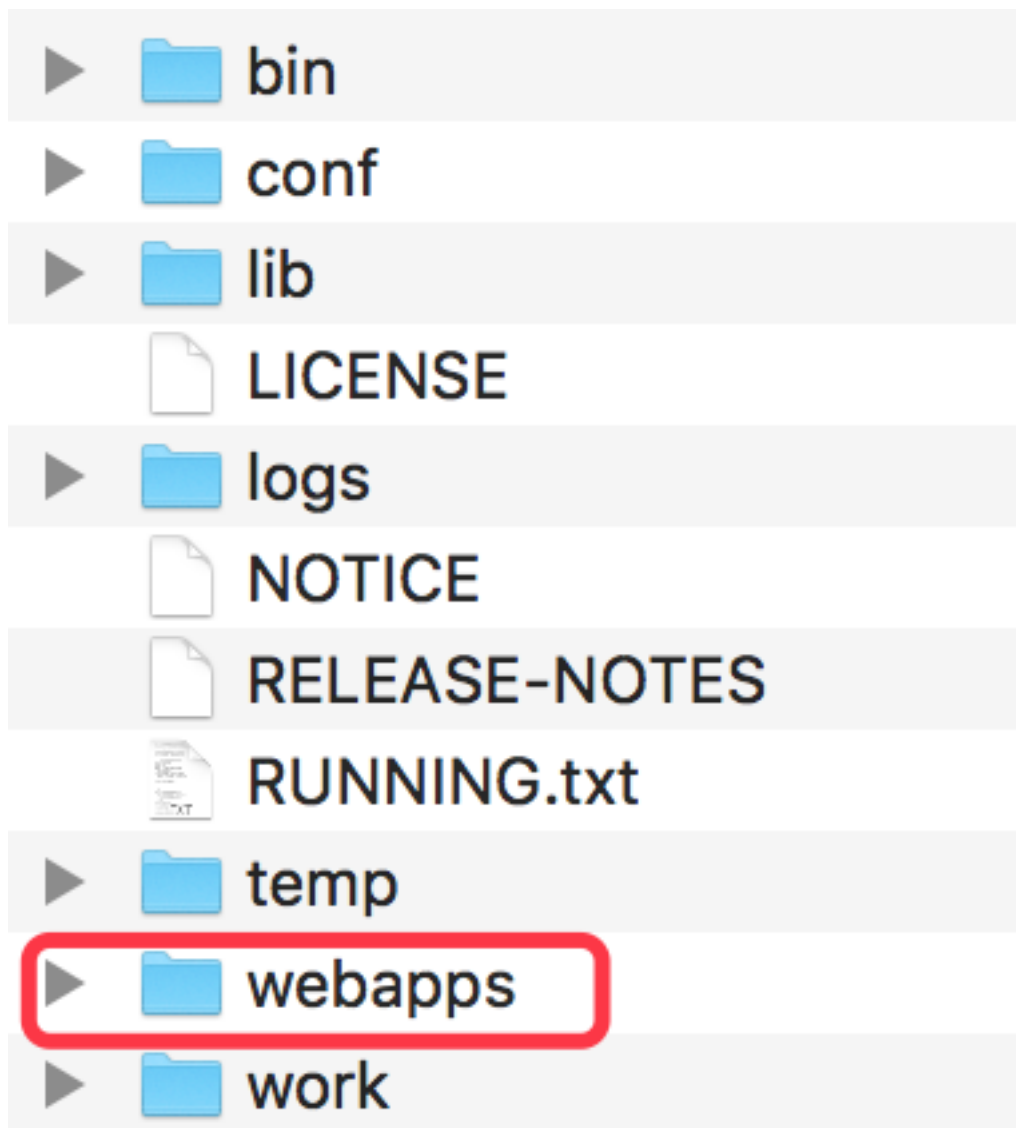 bin
conf
lib
LICENSE
logs
NOTICE
RELEASE-NOTES
RUNNING.txt
temp
webapps
work